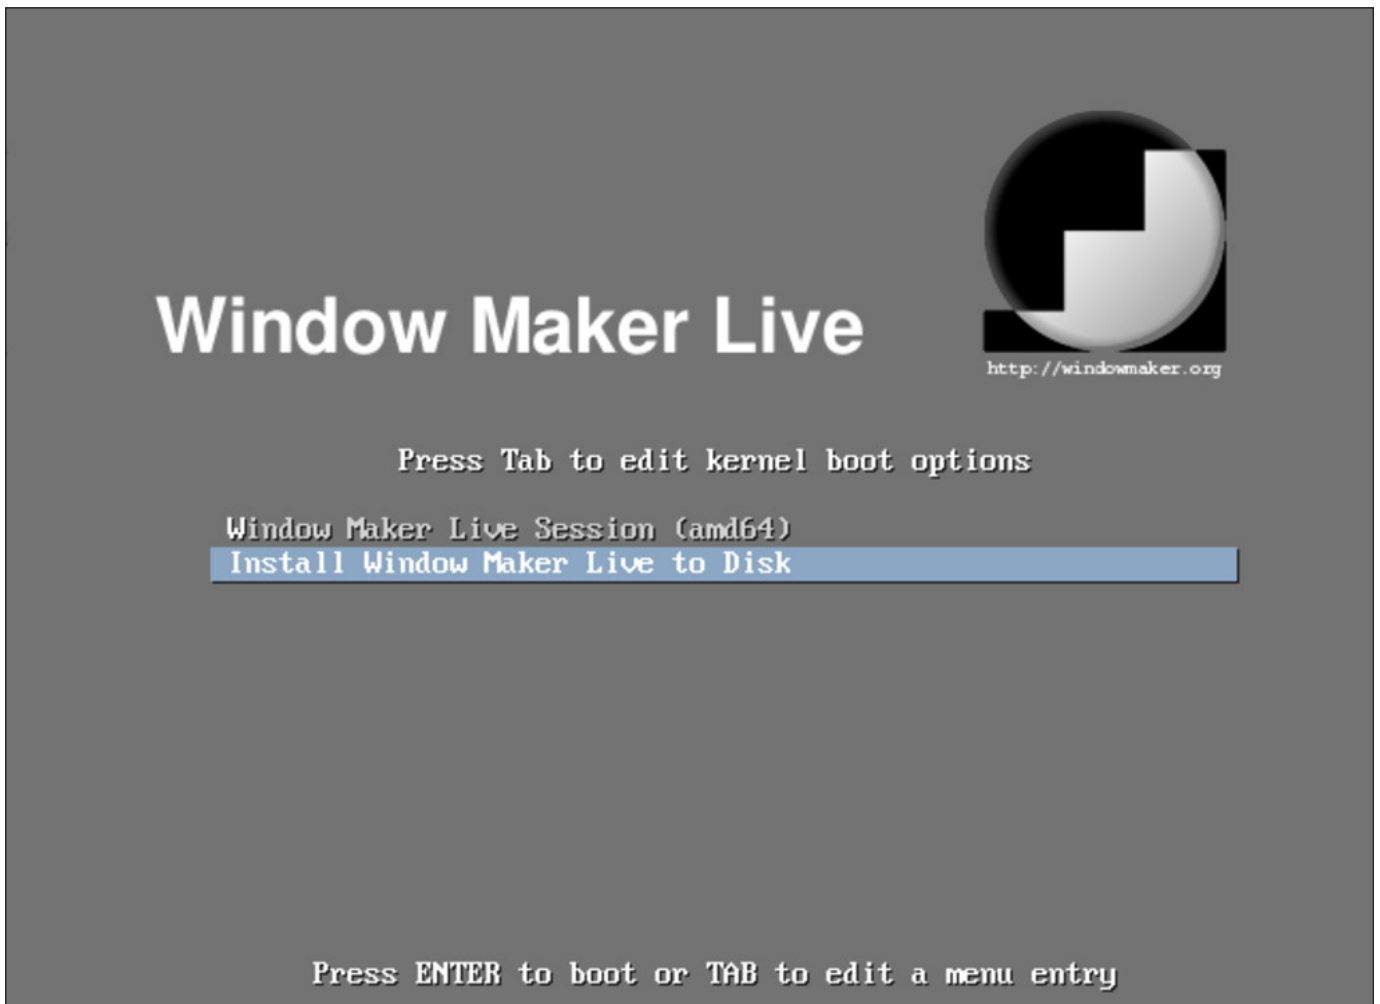 Window Maker Live
http://windowmaker.org
Press Tab to edit kernel boot options
Window Maker Live Session (amd64)
Install Window Maker Live to Disk
Press ENTER to boot or TAB to edit a menu entry